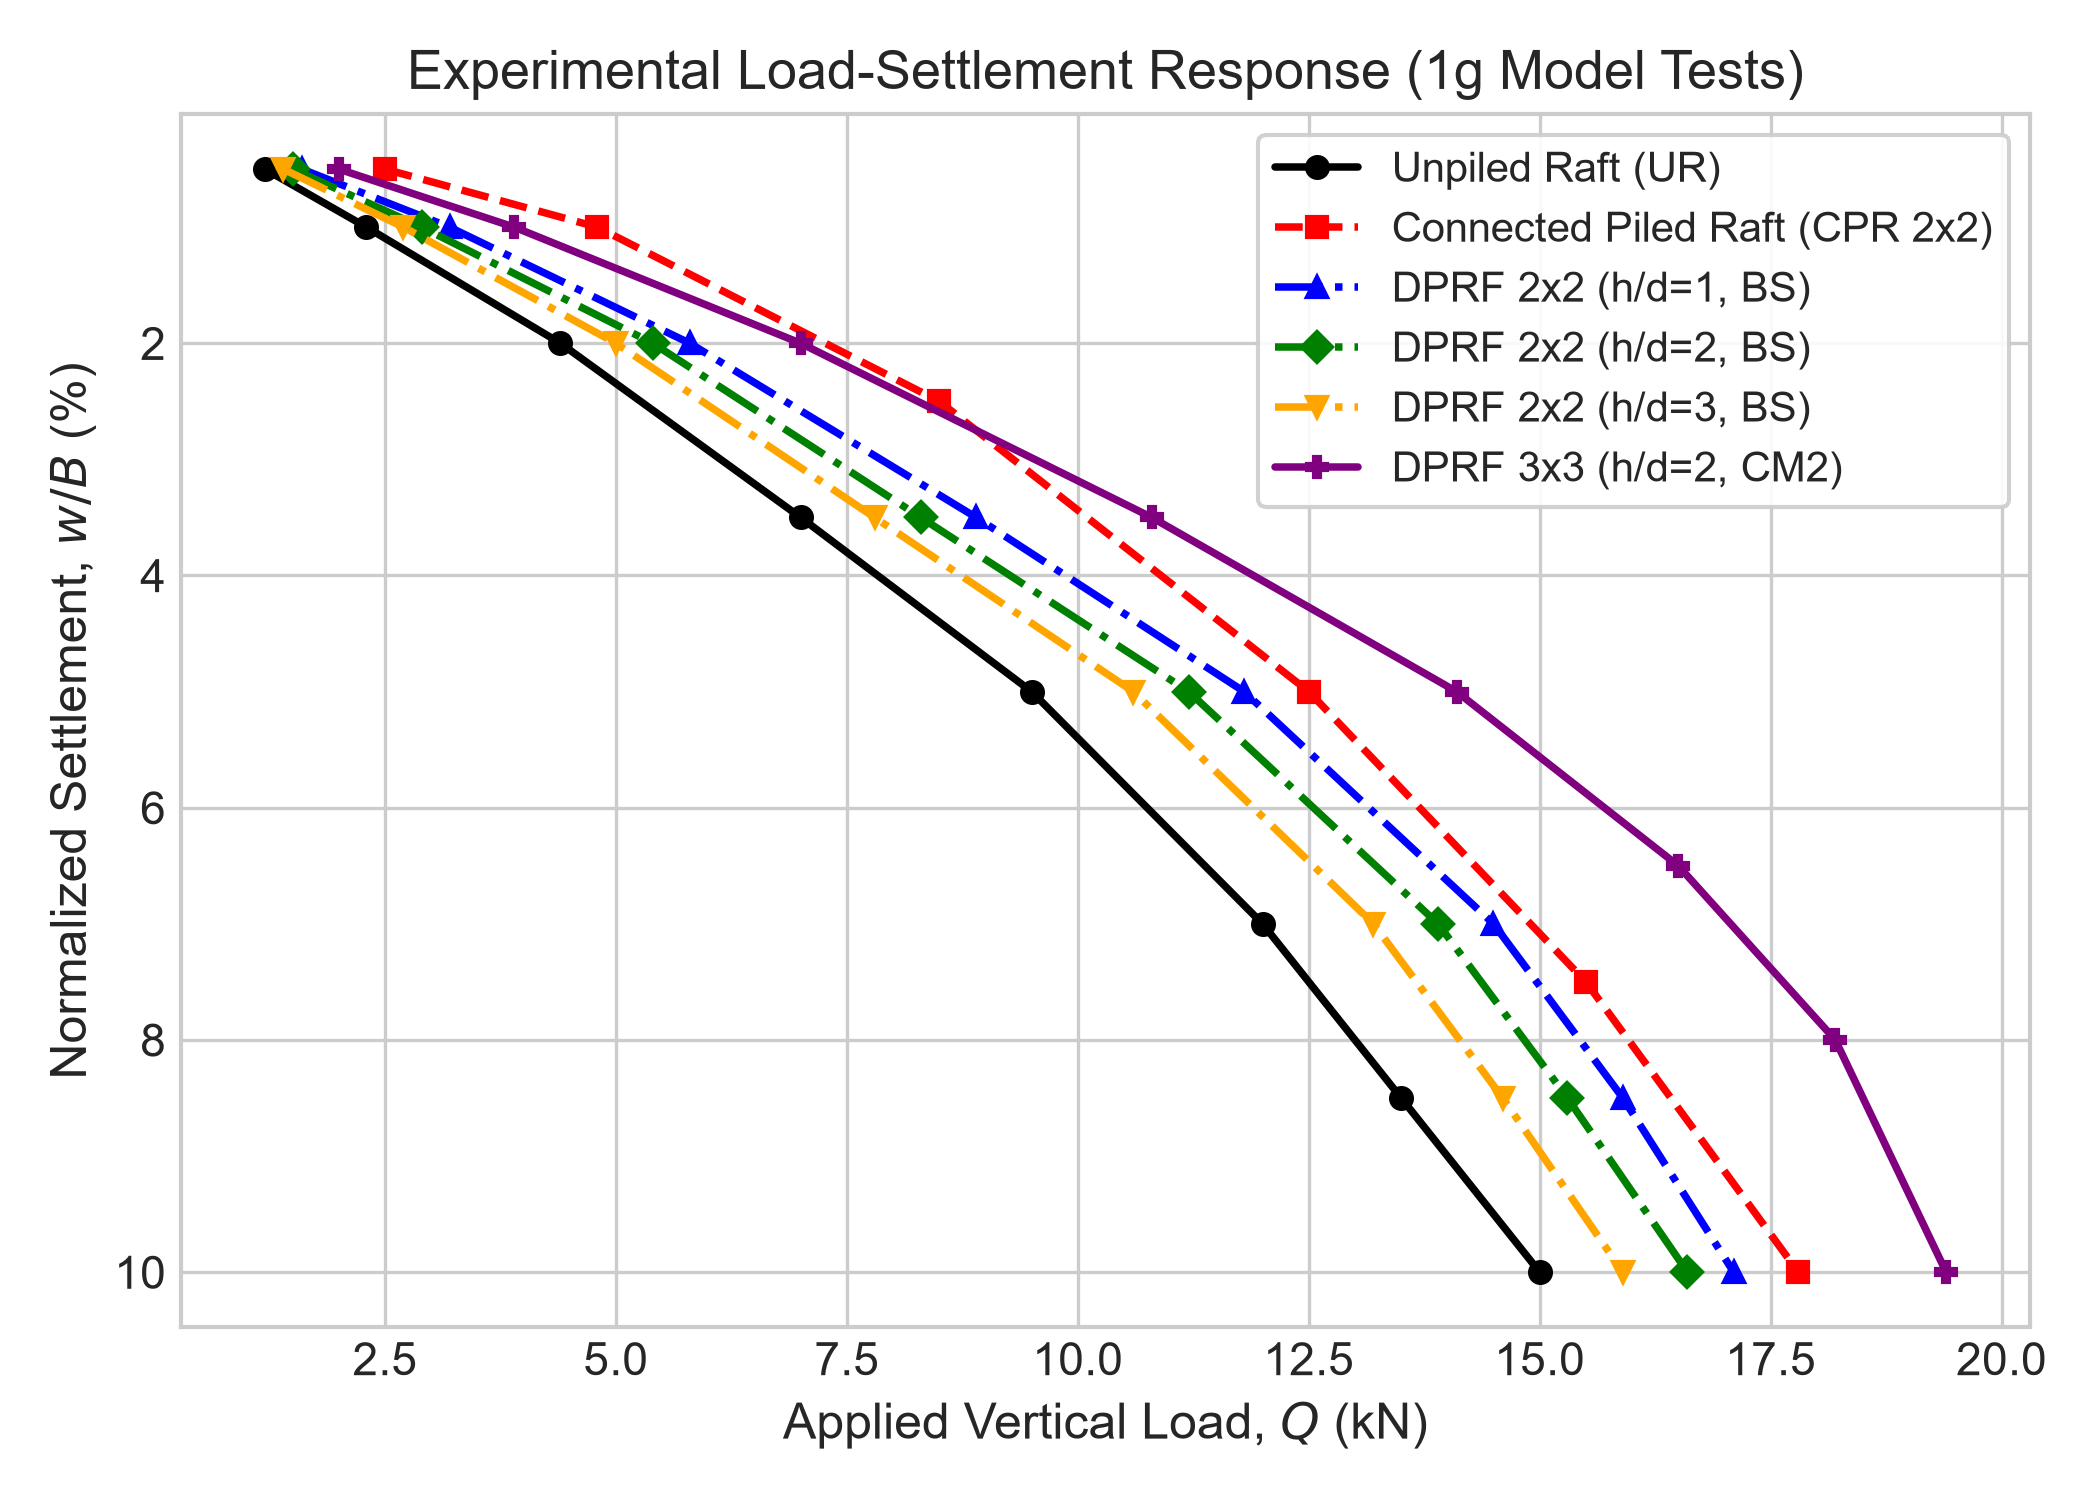 Experimental Load-Settlement Response (1g Model Tests)
Unpiled Raft (UR)
Connected Piled Raft (CPR 2x2)
DPRF 2x2 (h/d=1, BS)
DPRF 2x2 (h/d=2, BS)
DPRF 2x2 (h/d=3, BS)
DPRF 3x3 (h/d=2, CM2)
Normalized Settlement, w/B (%)
2
4
6
8
10
2.5 5.0 7.5 10.0 12.5 15.0 17.5 20.0
Applied Vertical Load, Q (kN)